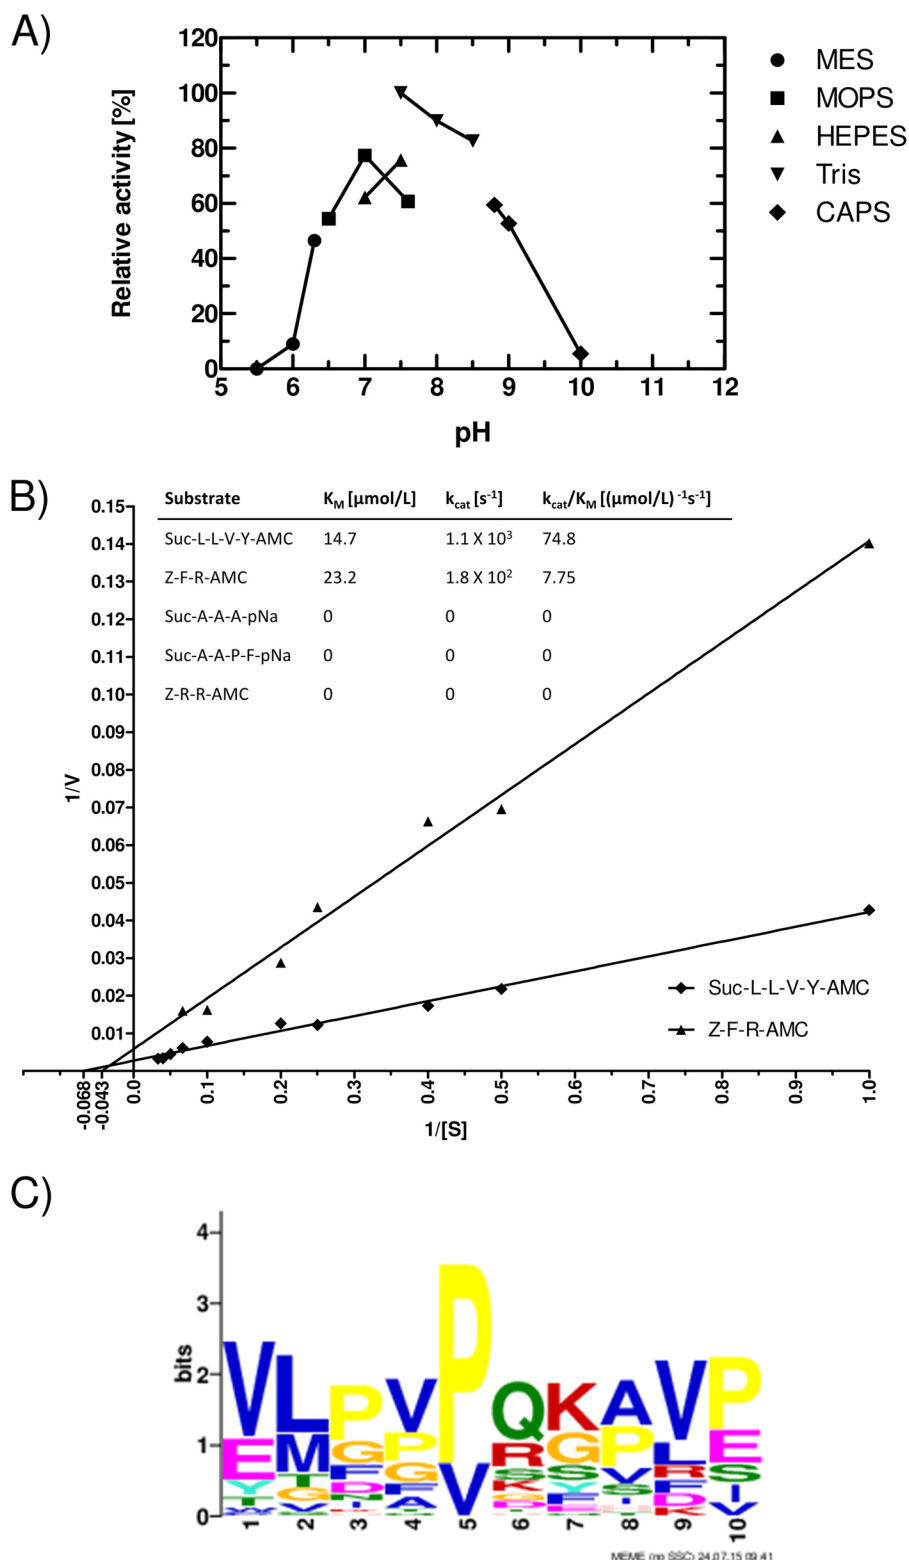 A)
120
100
80
60
40
20
0
Relative activity [%]
5 6 7 8 9 10 11 12
pH
MES
MOPS
HEPES
Tris
CAPS
B)
Substrate K_M [µmol/L] k_cat [s⁻¹] k_cat/K_M [(µmol/L) ⁻¹s⁻¹]
Suc-L-L-V-Y-AMC 14.7 1.1 X 10³ 74.8
Z-F-R-AMC 23.2 1.8 X 10² 7.75
Suc-A-A-A-pNa 0 0 0
Suc-A-A-P-F-pNa 0 0 0
Z-R-R-AMC 0 0 0
0.15
0.14
0.13
0.12
0.11
0.10
0.09
0.08
0.07
0.06
0.05
0.04
0.03
0.02
0.01
1/V
Suc-L-L-V-Y-AMC
Z-F-R-AMC
-0.068 -0.043 0.0 0.1 0.2 0.3 0.4 0.5 0.6 0.7 0.8 0.9 1.0
1/[S]
C)
4
3
2
1
0
bits
V L P V P Q K A V P
E M G P V R G P L E
1 2 3 4 5 6 7 8 9 10
MEME (no SSC) 24.07.15 09:41